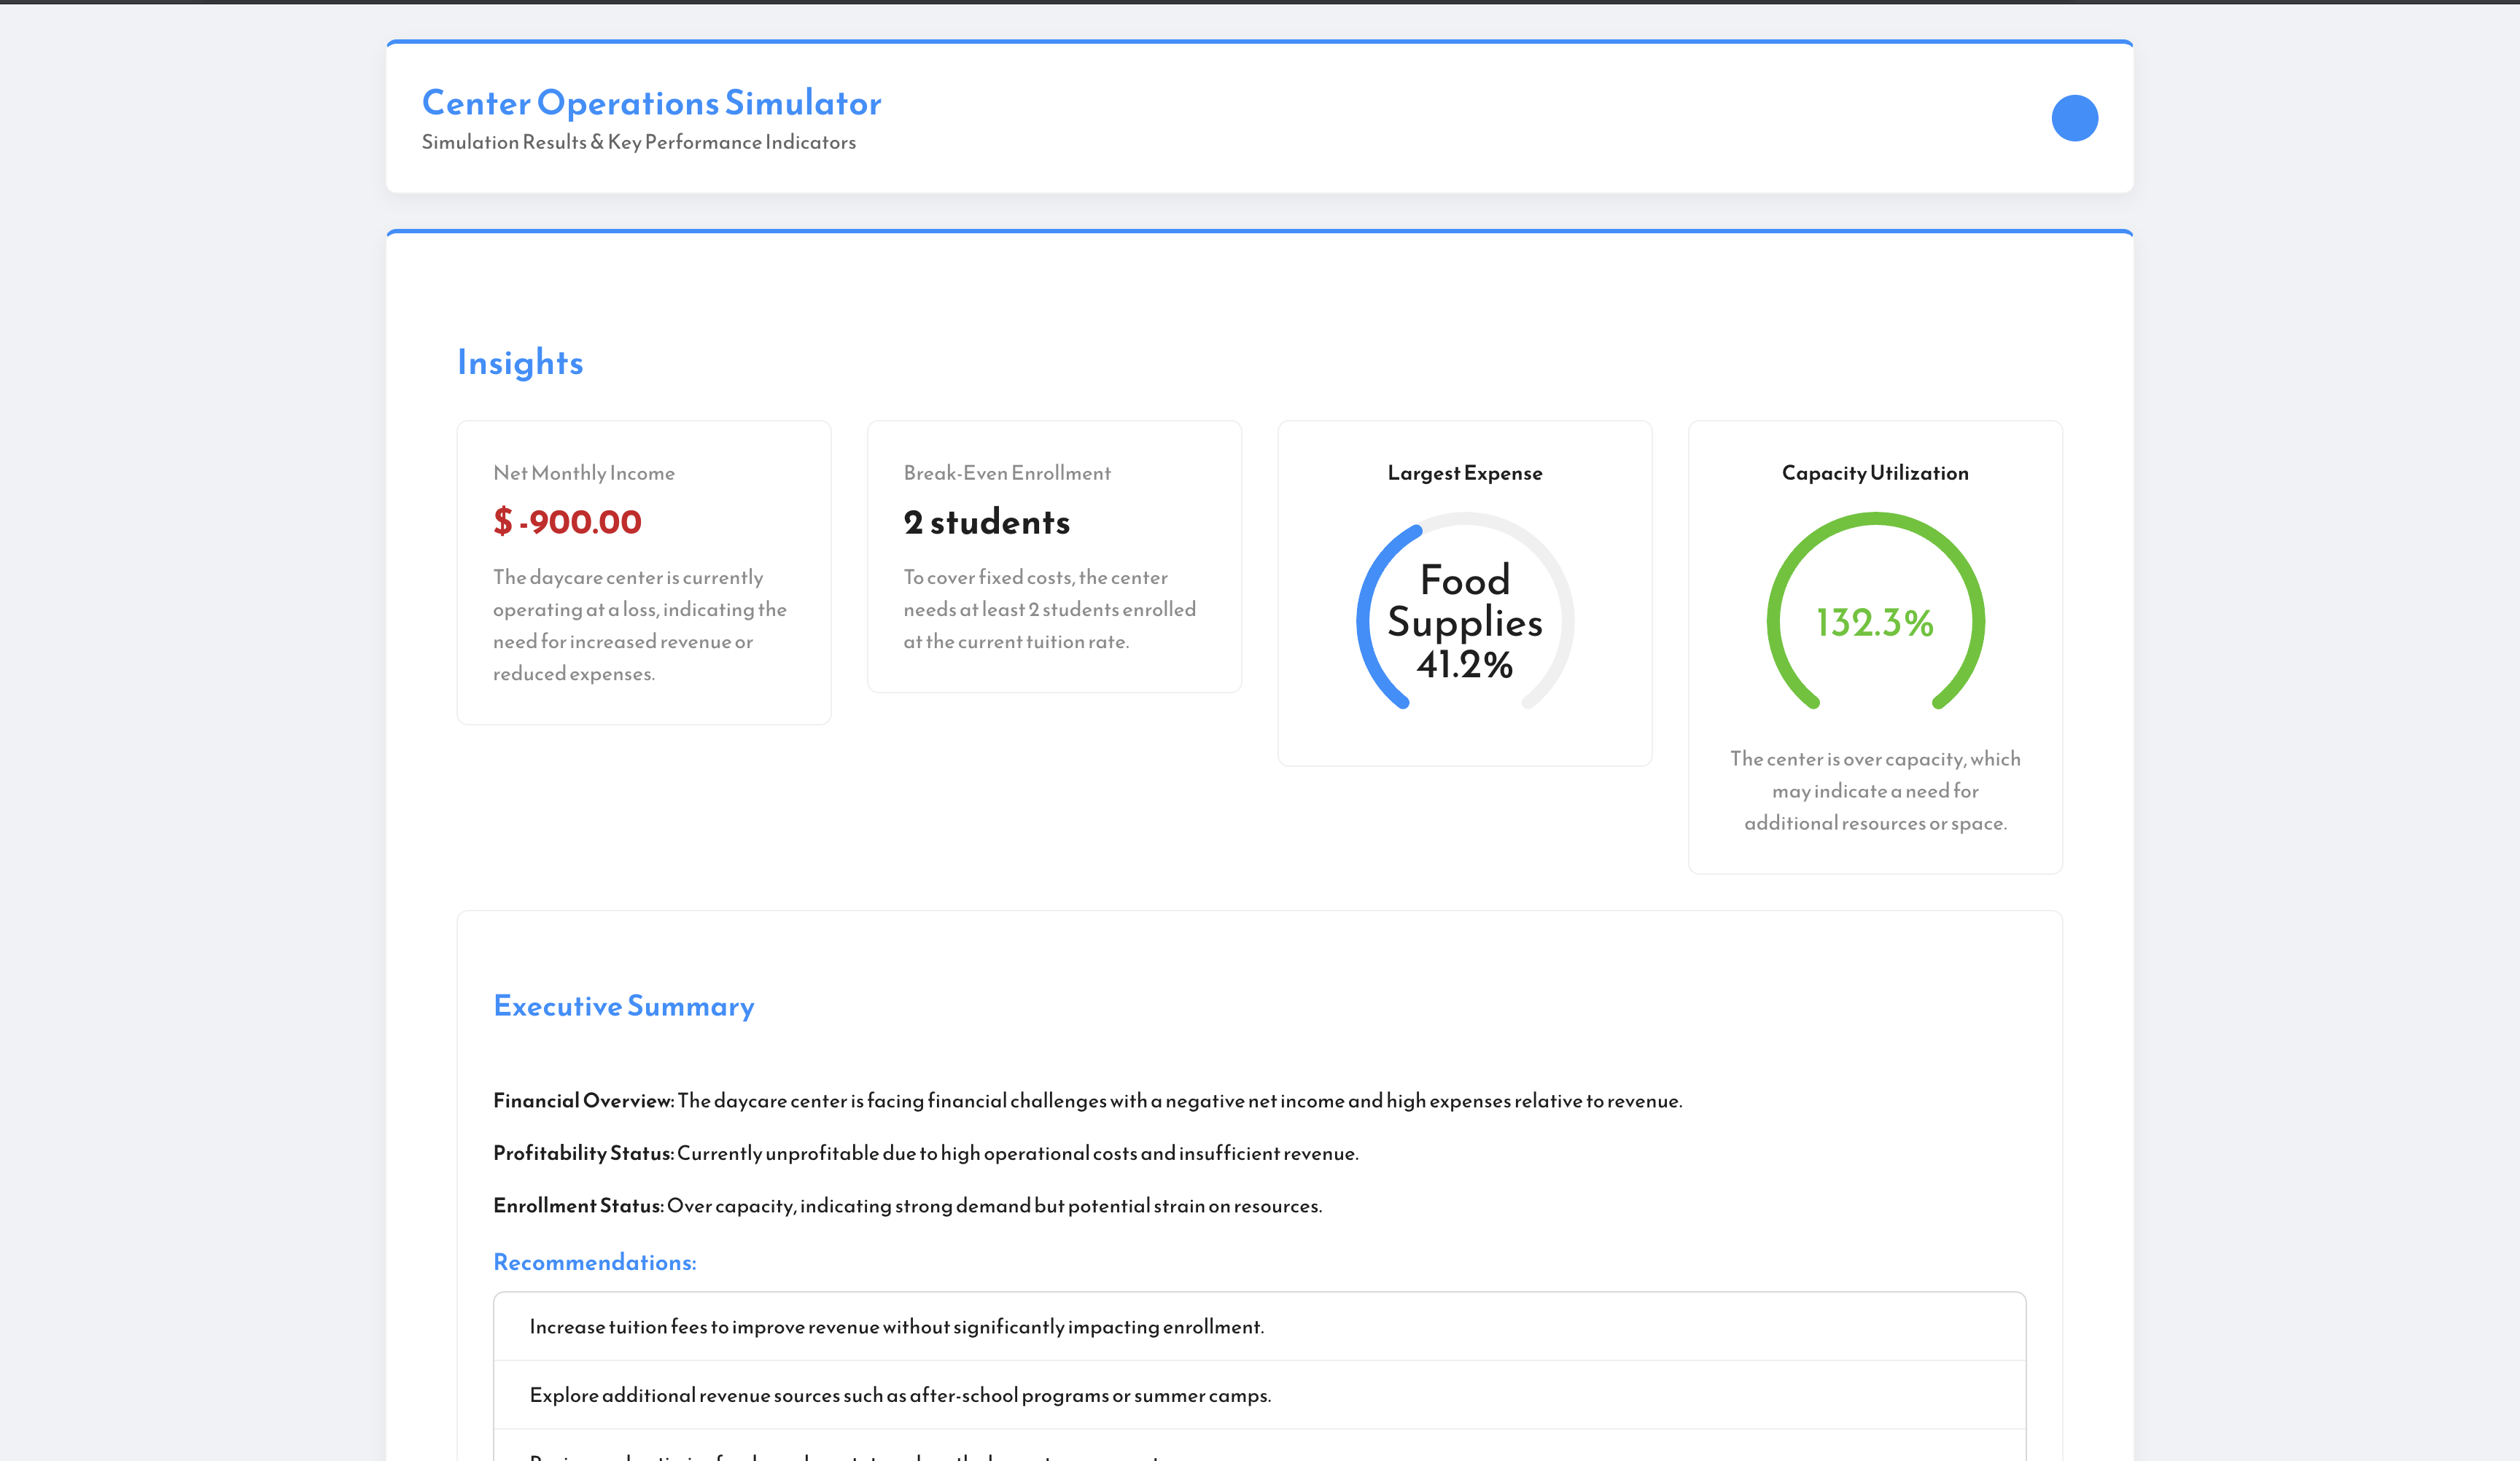 Center Operations Simulator
Simulation Results & Key Performance Indicators
Insights
Net Monthly Income
$ -900.00
The daycare center is currently
operating at a loss, indicating the
need for increased revenue or
reduced expenses.
Break-Even Enrollment
2 students
To cover fixed costs, the center
needs at least 2 students enrolled
at the current tuition rate.
Largest Expense
Food
Supplies
41.2%
Capacity Utilization
132.3%
The center is over capacity, which
may indicate a need for
additional resources or space.
Executive Summary
Financial Overview: The daycare center is facing financial challenges with a negative net income and high expenses relative to revenue.
Profitability Status: Currently unprofitable due to high operational costs and insufficient revenue.
Enrollment Status: Over capacity, indicating strong demand but potential strain on resources.
Recommendations:
Increase tuition fees to improve revenue without significantly impacting enrollment.
Explore additional revenue sources such as after-school programs or summer camps.